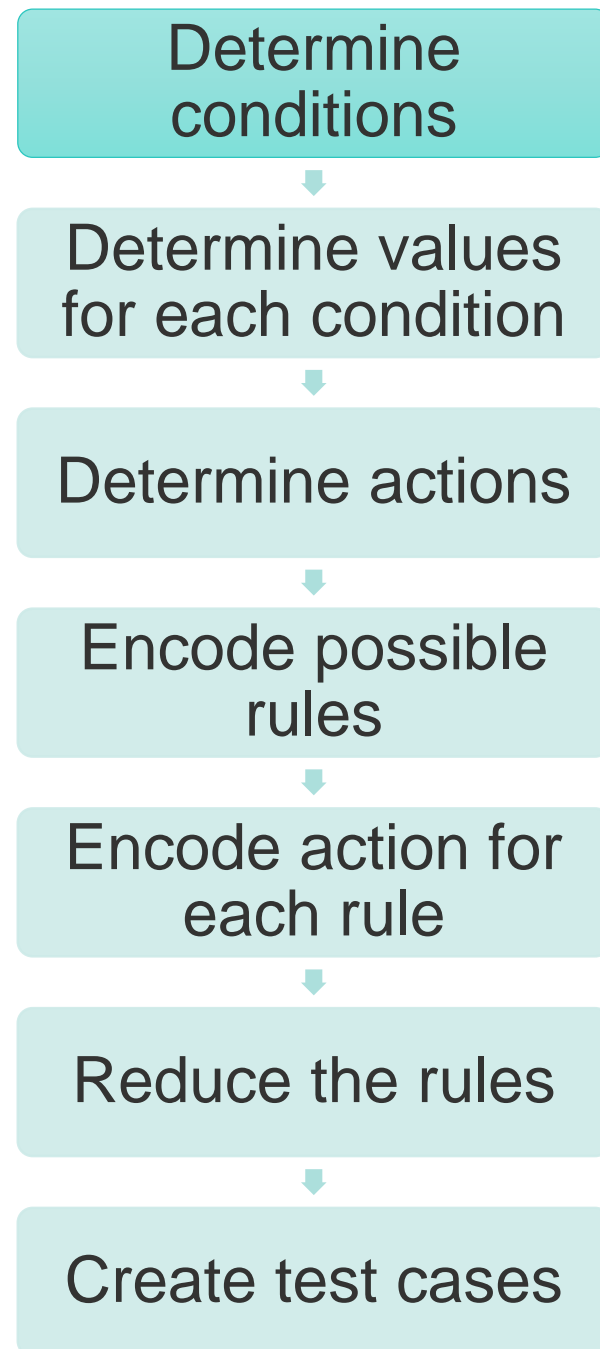 Determine
conditions
Determine values
for each condition
Determine actions
Encode possible
rules
Encode action for
each rule
Reduce the rules
Create test cases